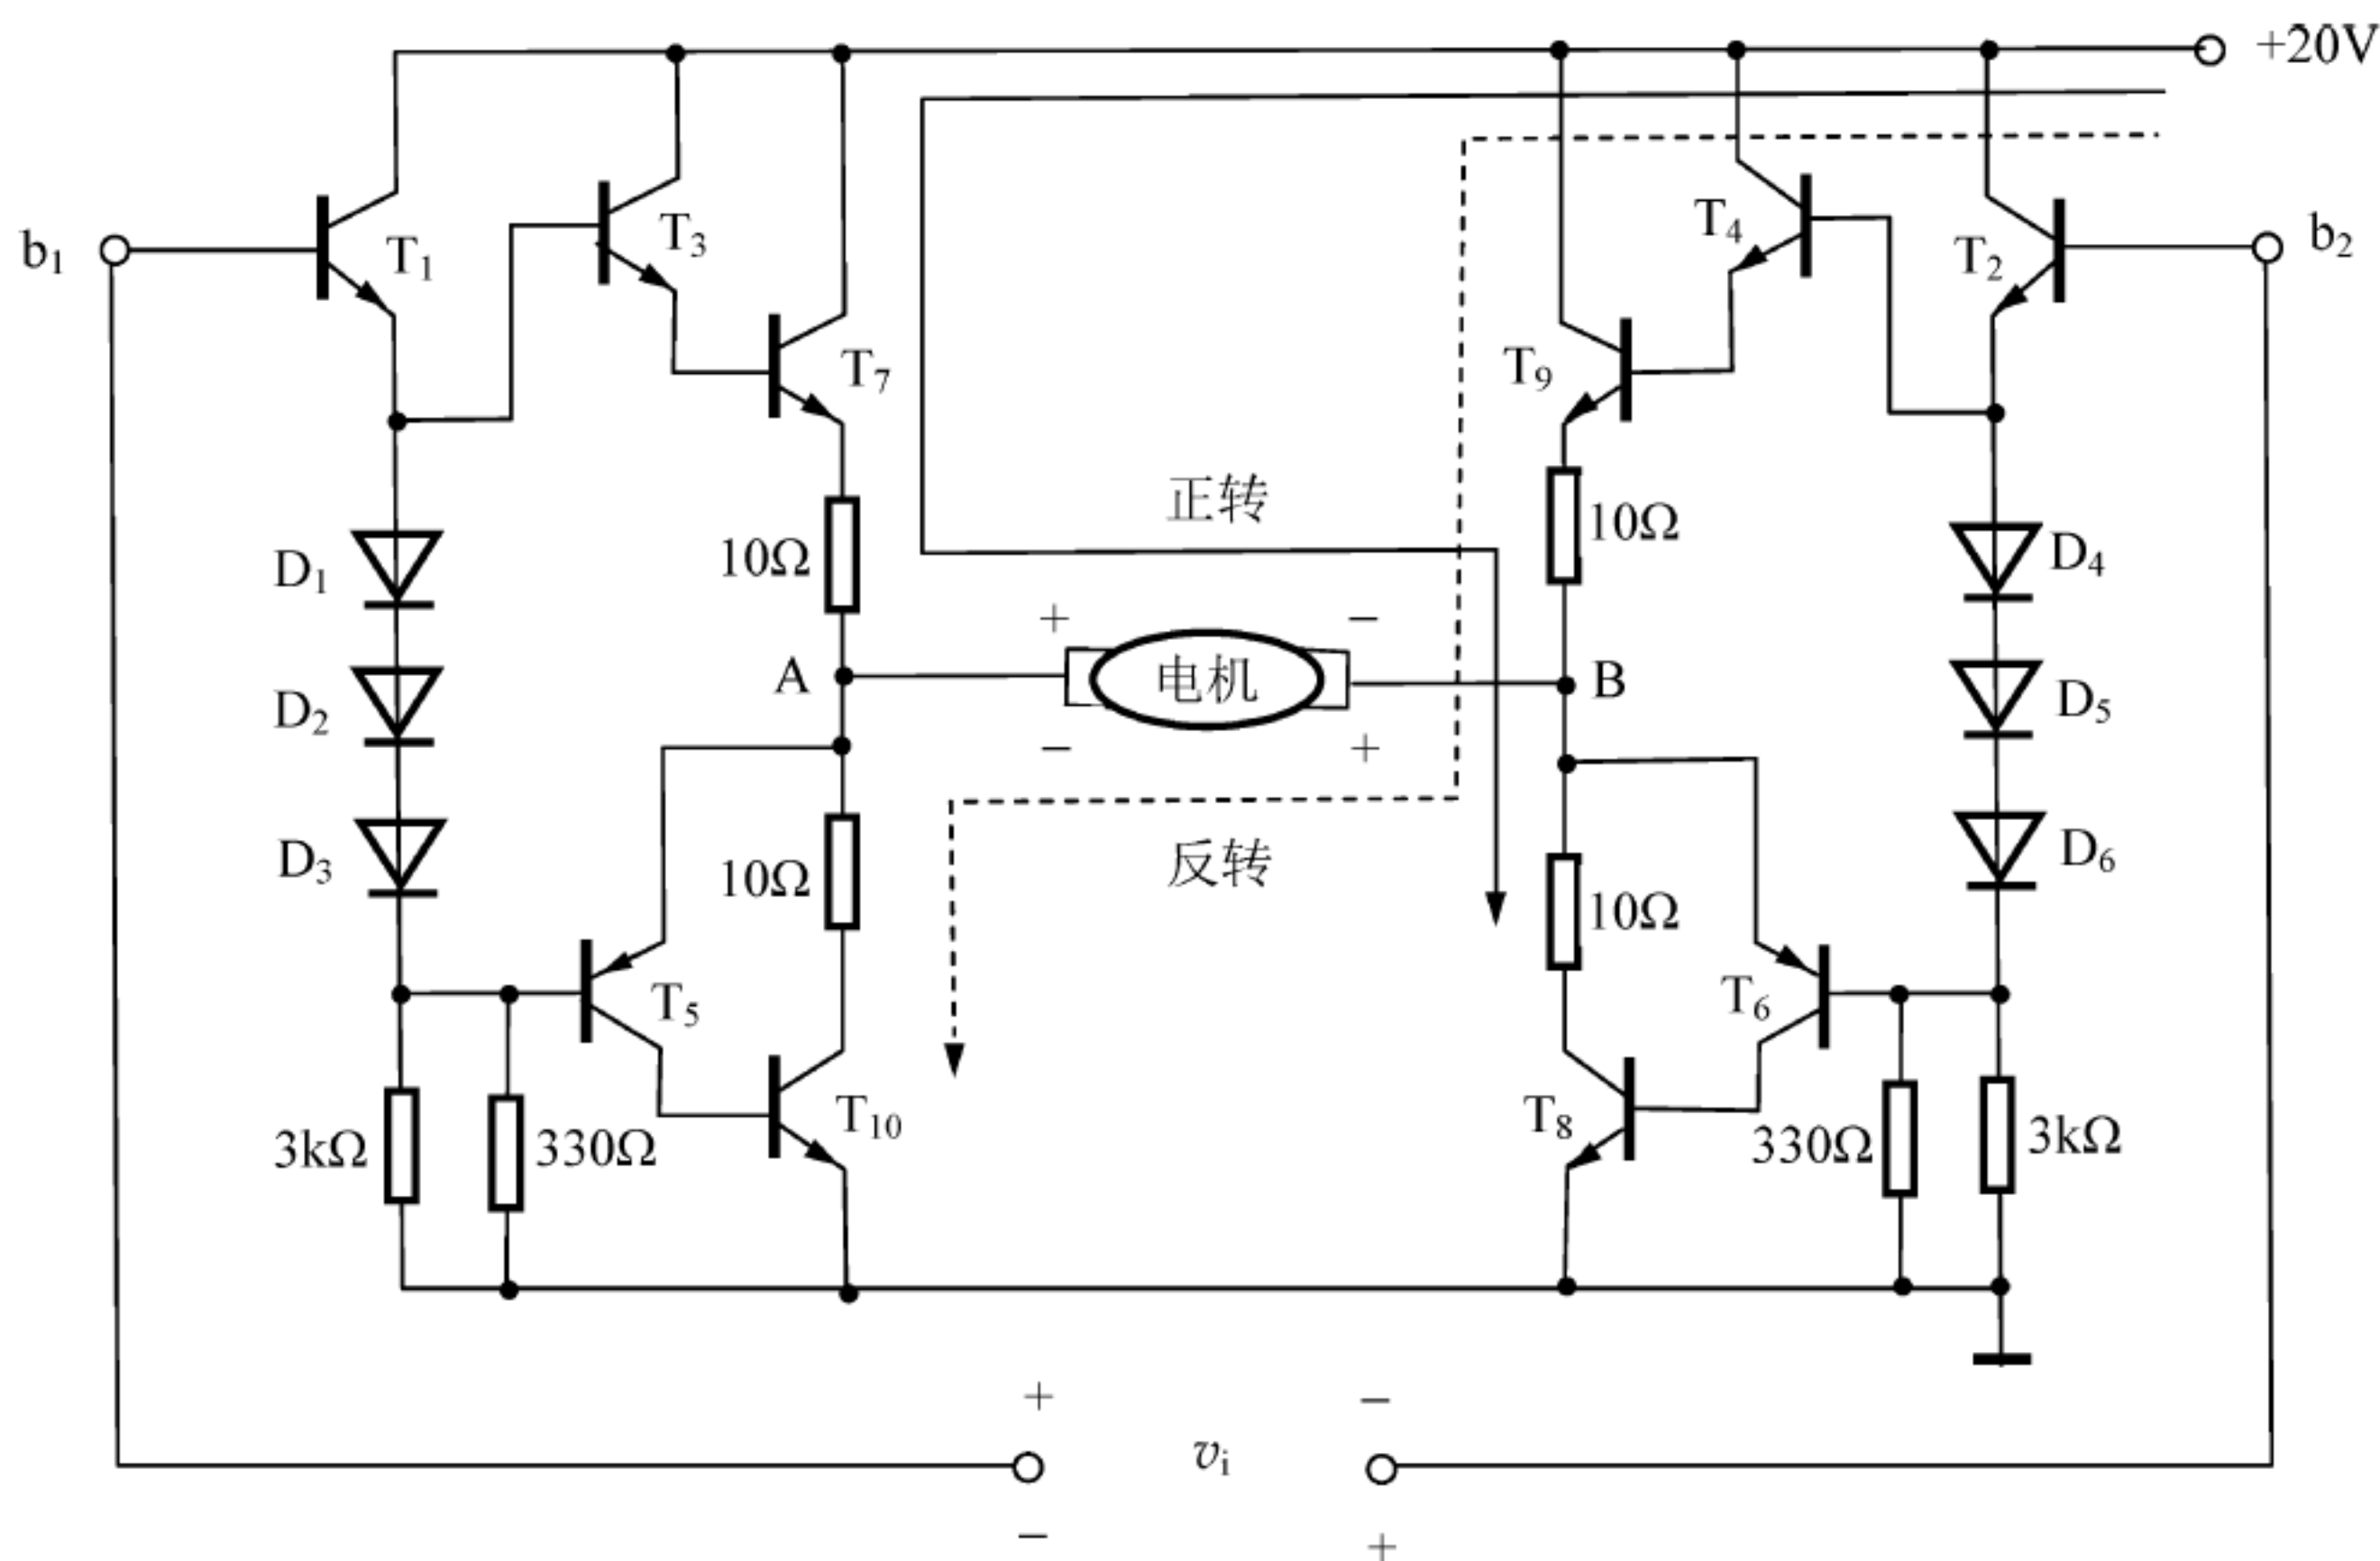 +20V
b₁
T₁
T₃
T₄
T₂
b₂
T₇
T₉
正转
10Ω
10Ω
D₁
D₄
+
−
A
电机
B
D₂
D₅
−
+
D₃
10Ω
反转
10Ω
D₆
T₅
T₆
3kΩ
330Ω
T₁₀
T₈
330Ω
3kΩ
+
−
vᵢ
−
+